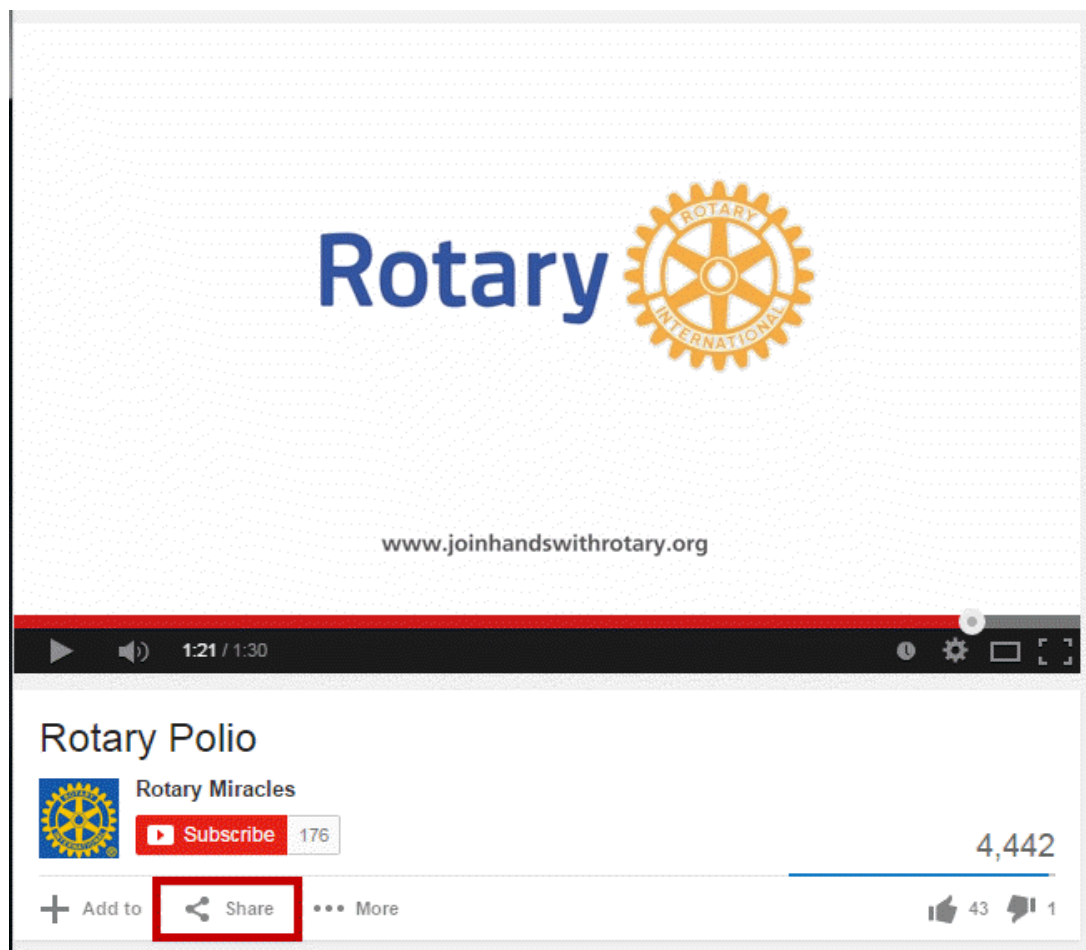 Rotary
ROTARY
INTERNATIONAL
www.joinhandswithrotary.org
1:21 / 1:30
Rotary Polio
Rotary Miracles
Subscribe 176
4,442
Add to Share More
43 1